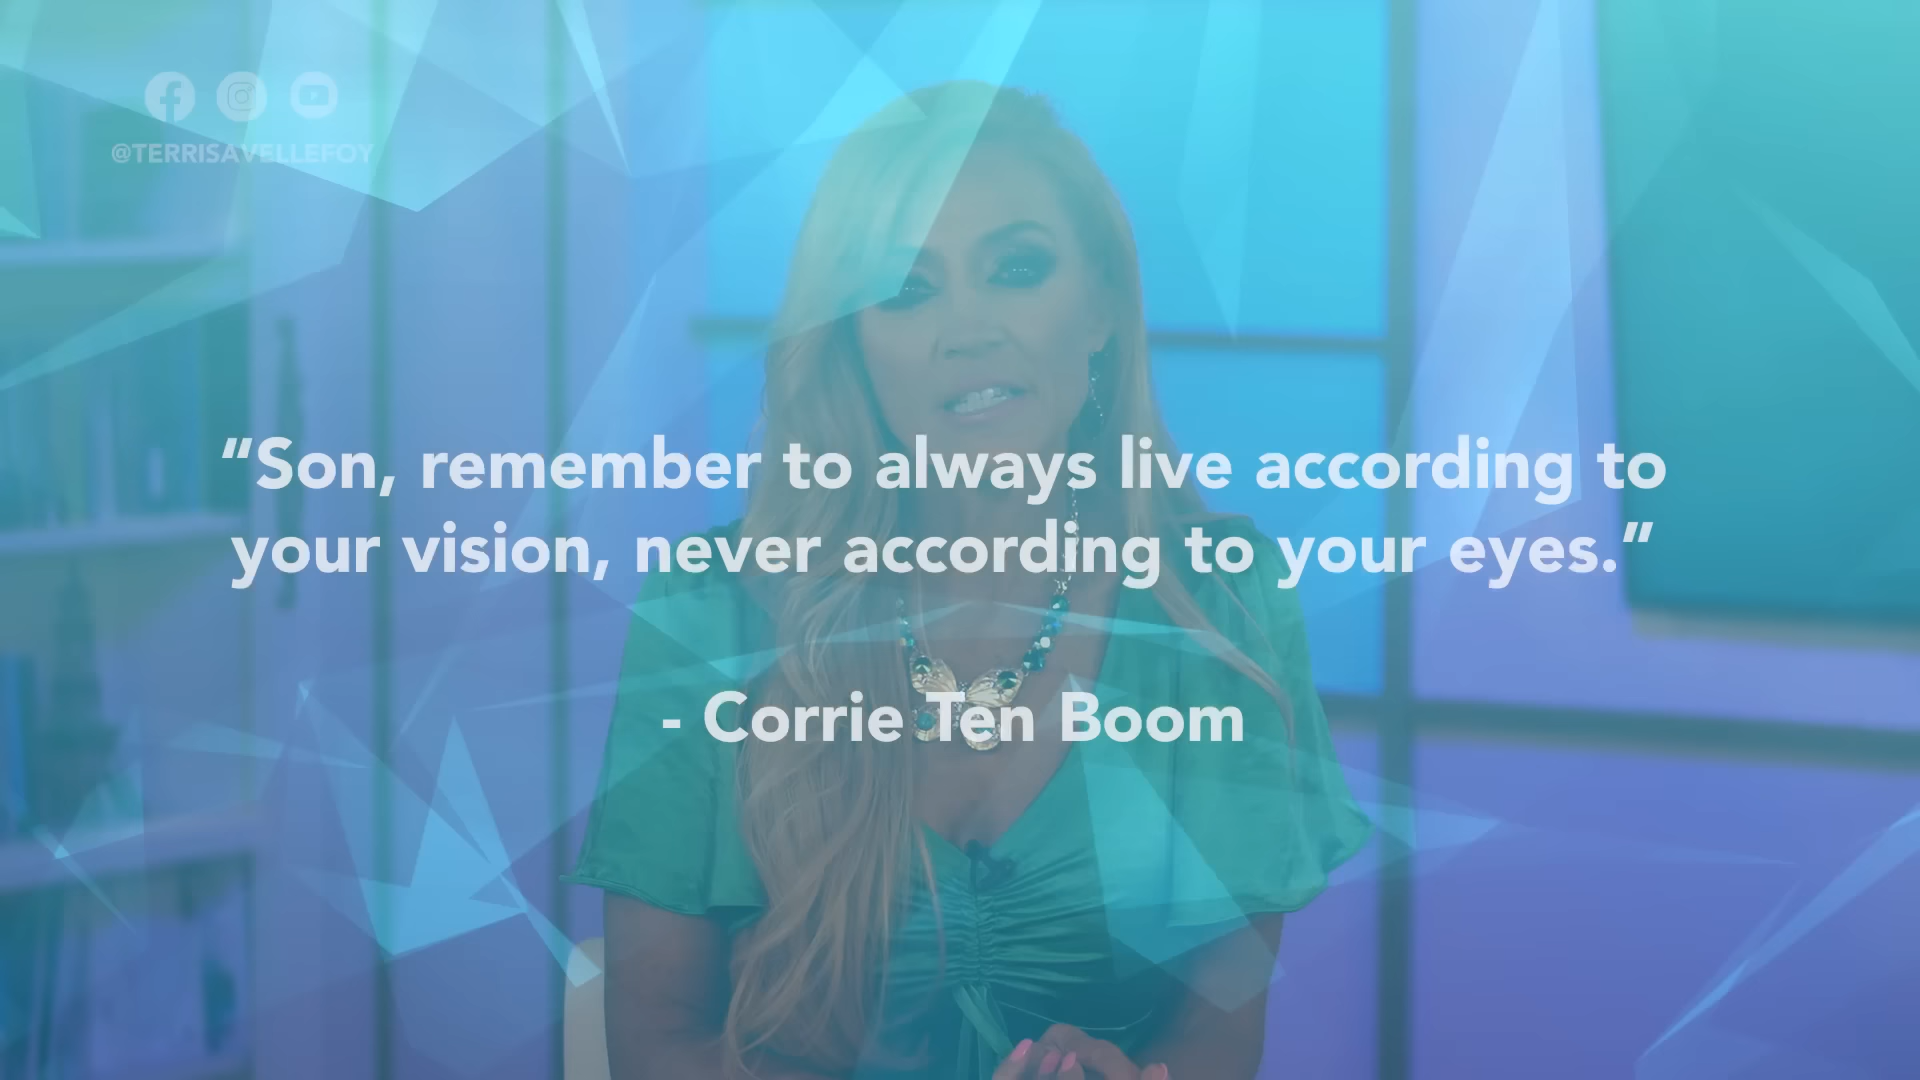 @TERRISAVELLEFOY
“Son, remember to always live according to
your vision, never according to your eyes.”
- Corrie Ten Boom